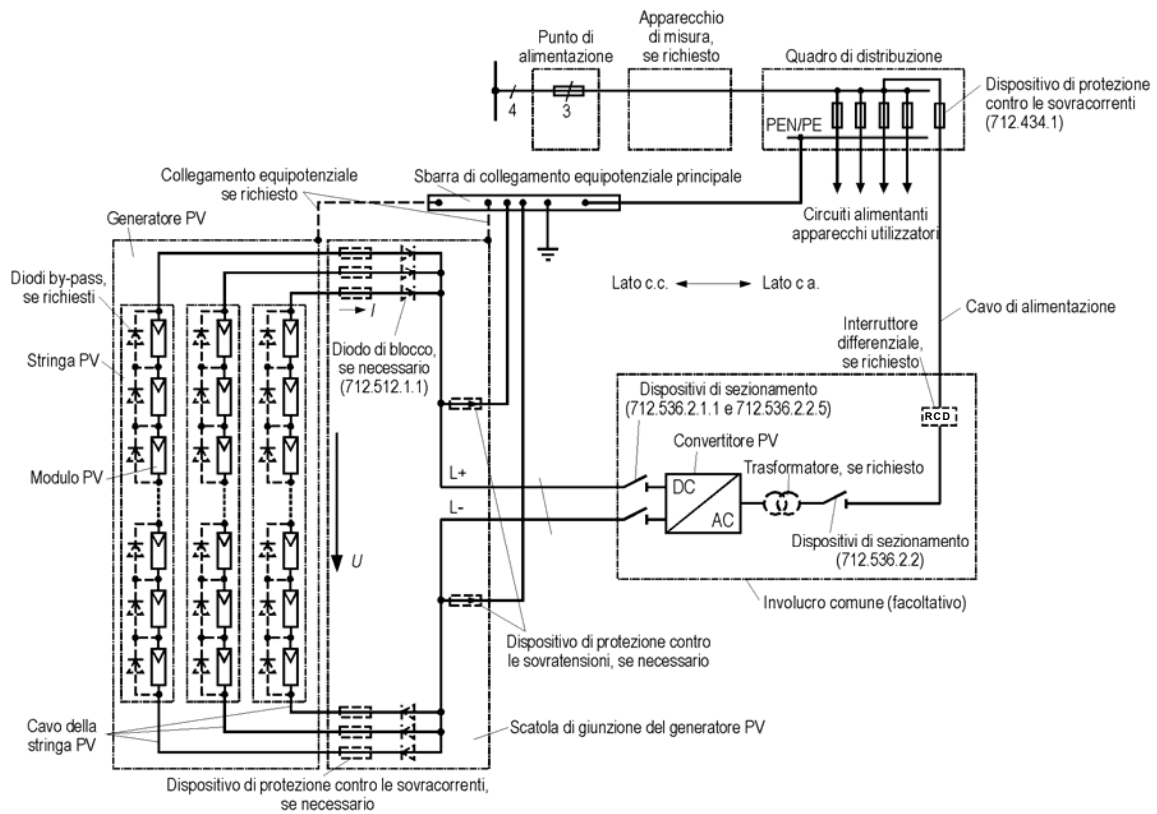 Apparecchio
di misura,
se richiesto
Punto di
alimentazione
Quadro di distribuzione
Dispositivo di protezione
contro le sovracorrenti
(712.434.1)
4
3
PEN/PE
Collegamento equipotenziale
se richiesto
Sbarra di collegamento equipotenziale principale
Circuiti alimentanti
apparecchi utilizzatori
Generatore PV
Diodi by-pass,
se richiesti
Lato c.c.
Lato c a.
Cavo di alimentazione
I
Interruttore
differenziale,
se richiesto
Diodo di blocco,
se necessario
(712.512.1.1)
Stringa PV
Dispositivi di sezionamento
(712.536.2.1.1 e 712.536.2.2.5)
RCD
Convertitore PV
Modulo PV
Trasformatore, se richiesto
L+
DC
AC
L-
Dispositivi di sezionamento
(712.536.2.2)
U
Involucro comune (facoltativo)
Dispositivo di protezione contro
le sovratensioni, se necessario
Cavo della
stringa PV
Scatola di giunzione del generatore PV
Dispositivo di protezione contro le sovracorrenti,
se necessario